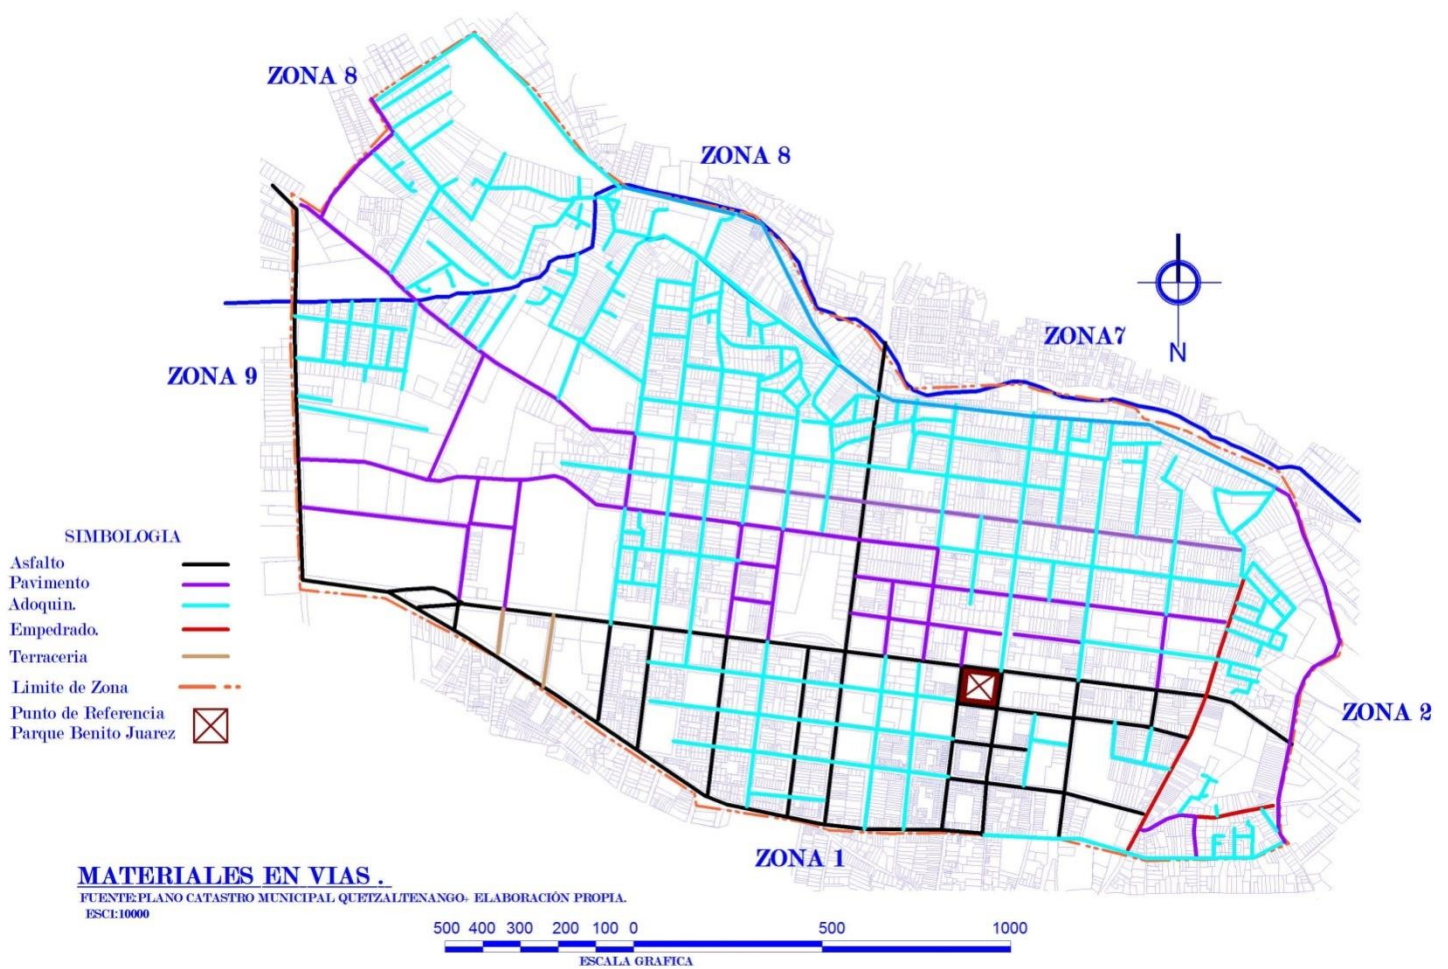 ZONA 8
ZONA 8
ZONA7
N
ZONA 9
SIMBOLOGIA
Asfalto
Pavimento
Adoquin.
Empedrado.
Terraceria
Limite de Zona
Punto de Referencia
Parque Benito Juarez
ZONA 2
ZONA 1
MATERIALES EN VIAS .
FUENTE:PLANO CATASTRO MUNICIPAL QUETZALTENANGO+ ELABORACIÓN PROPIA.
ESC1:10000
500 400 300 200 100 0 500 1000
ESCALA GRAFICA